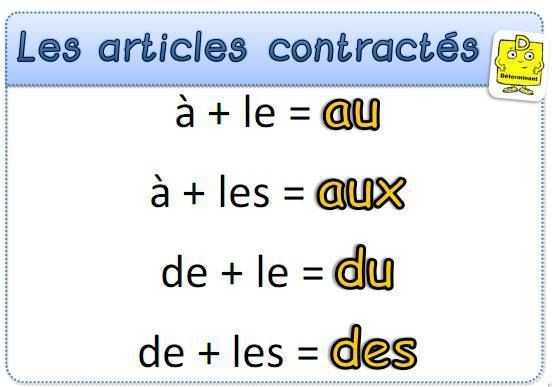 Les articles contractés
D
Déterminant
à + le = au
à + les = aux
de + le = du
de + les = des